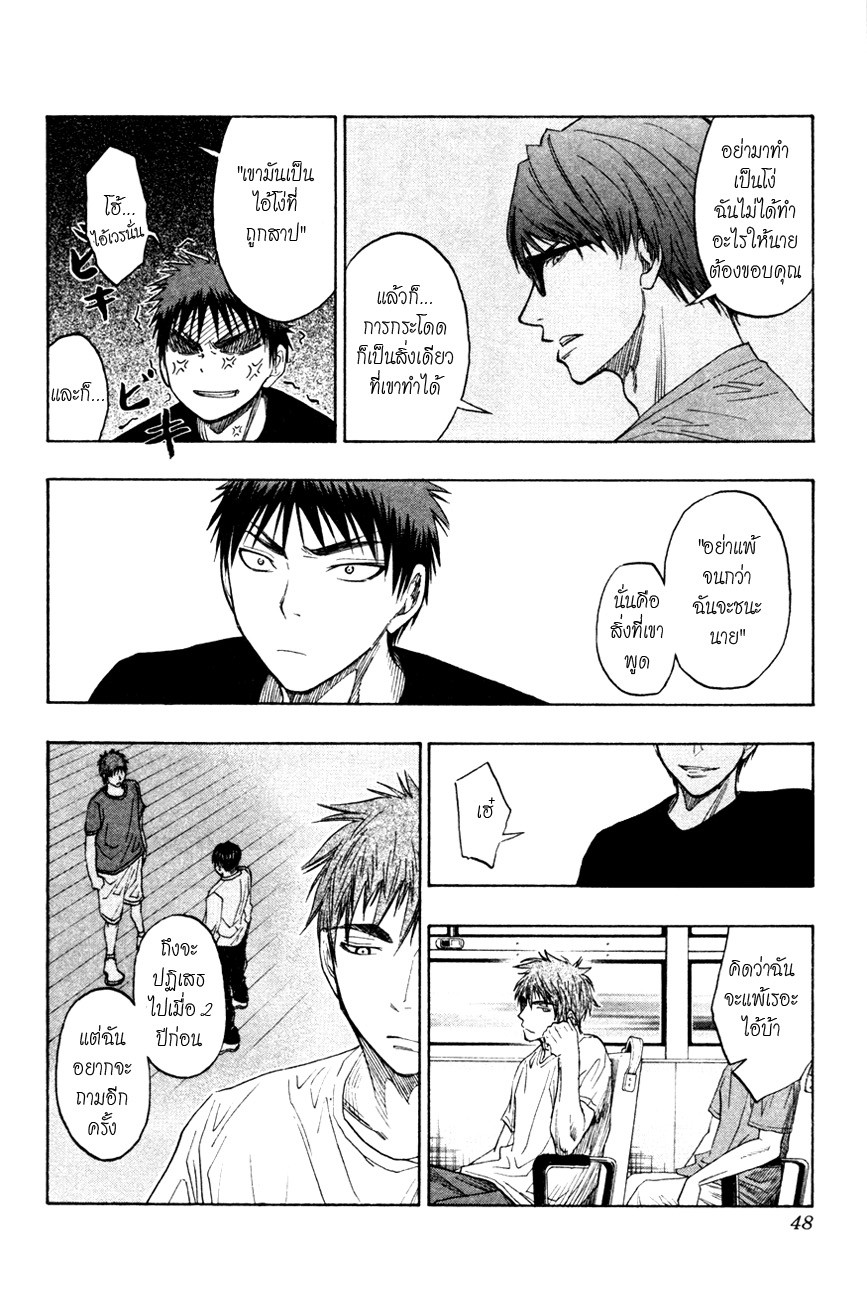 อย่ามาทำ
เป็นโง่
ฉันไม่ได้ทำ
อะไรให้นาย
ต้องขอบคุณ
แล้วก็...
การกระโดด
ก็เป็นสิ่งเดียว
ที่เขาทำได้
"เขามันเป็น
ไอ้โง่ที่
ถูกสาป"
โฮ้...
ไอ้เวรนั่น
ビキ
ビキ
และก็...
"อย่าแพ้
จนกว่า
ฉันจะชนะ
นาย"
นั่นคือ
สิ่งที่เขา
พูด
เฮ๋
คิดว่าฉัน
จะแพ้เรอะ
ไอ้บ้า
ถึงจะ
ปฏิเสธ
ไปเมื่อ 2
ปีก่อน
แต่ฉัน
อยากจะ
ถามอีก
ครั้ง
48